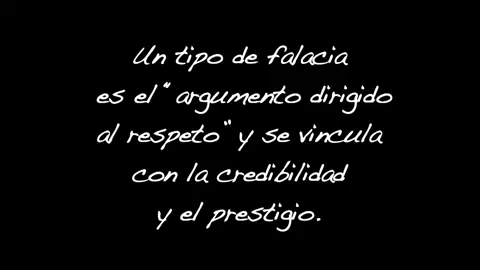 Un tipo de falacia
es el "argumento dirigido
al respeto" y se vincula
con la credibilidad
y el prestigio.